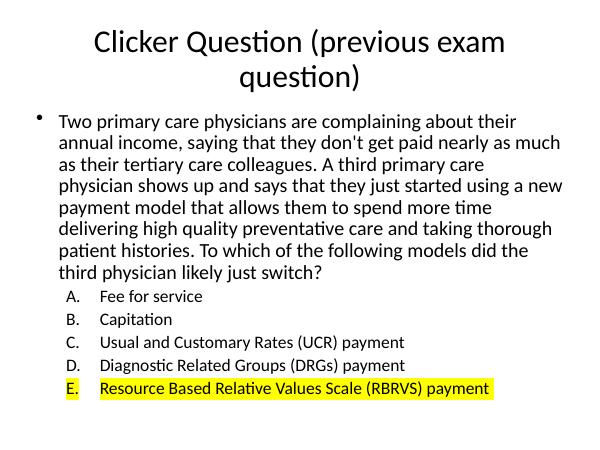 Clicker Question (previous exam
question)
• Two primary care physicians are complaining about their
annual income, saying that they don't get paid nearly as much
as their tertiary care colleagues. A third primary care
physician shows up and says that they just started using a new
payment model that allows them to spend more time
delivering high quality preventative care and taking thorough
patient histories. To which of the following models did the
third physician likely just switch?
A. Fee for service
B. Capitation
C. Usual and Customary Rates (UCR) payment
D. Diagnostic Related Groups (DRGs) payment
E. Resource Based Relative Values Scale (RBRVS) payment